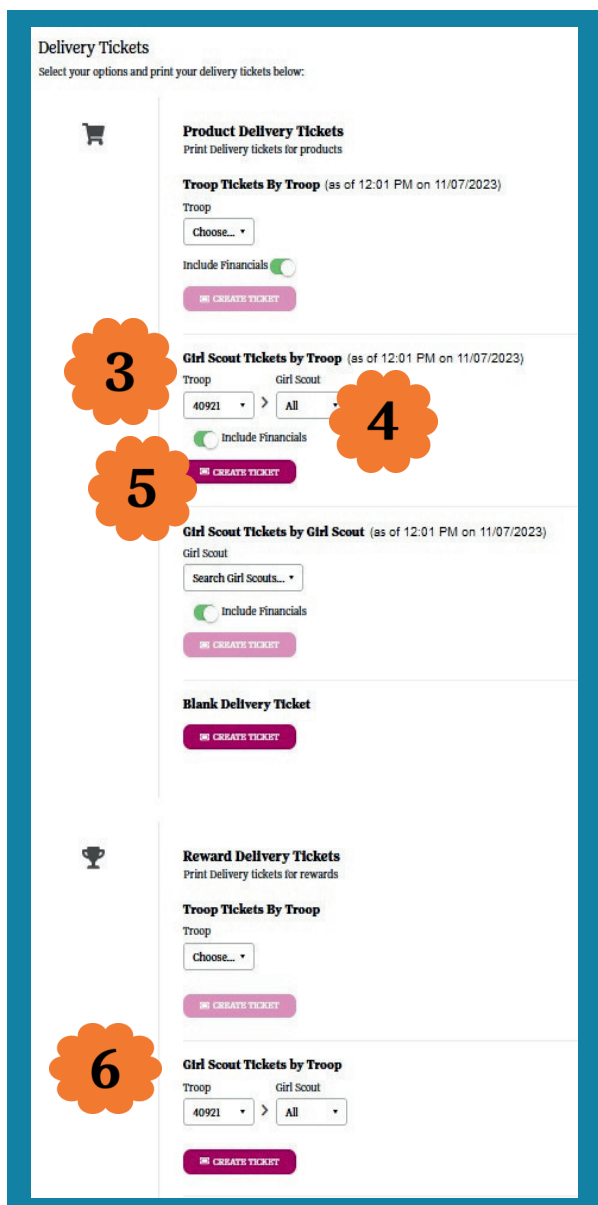 Delivery Tickets
Select your options and print your delivery tickets below:
Product Delivery Tickets
Print Delivery tickets for products
Troop Tickets By Troop (as of 12:01 PM on 11/07/2023)
Troop
Choose...
Include Financials
CREATE TICKET
3
Girl Scout Tickets by Troop (as of 12:01 PM on 11/07/2023)
Troop Girl Scout
40921 > All
4
Include Financials
5
CREATE TICKET
Girl Scout Tickets by Girl Scout (as of 12:01 PM on 11/07/2023)
Girl Scout
Search Girl Scouts...
Include Financials
CREATE TICKET
Blank Delivery Ticket
CREATE TICKET
Reward Delivery Tickets
Print Delivery tickets for rewards
Troop Tickets By Troop
Troop
Choose...
CREATE TICKET
6
Girl Scout Tickets by Troop
Troop Girl Scout
40921 > All
CREATE TICKET